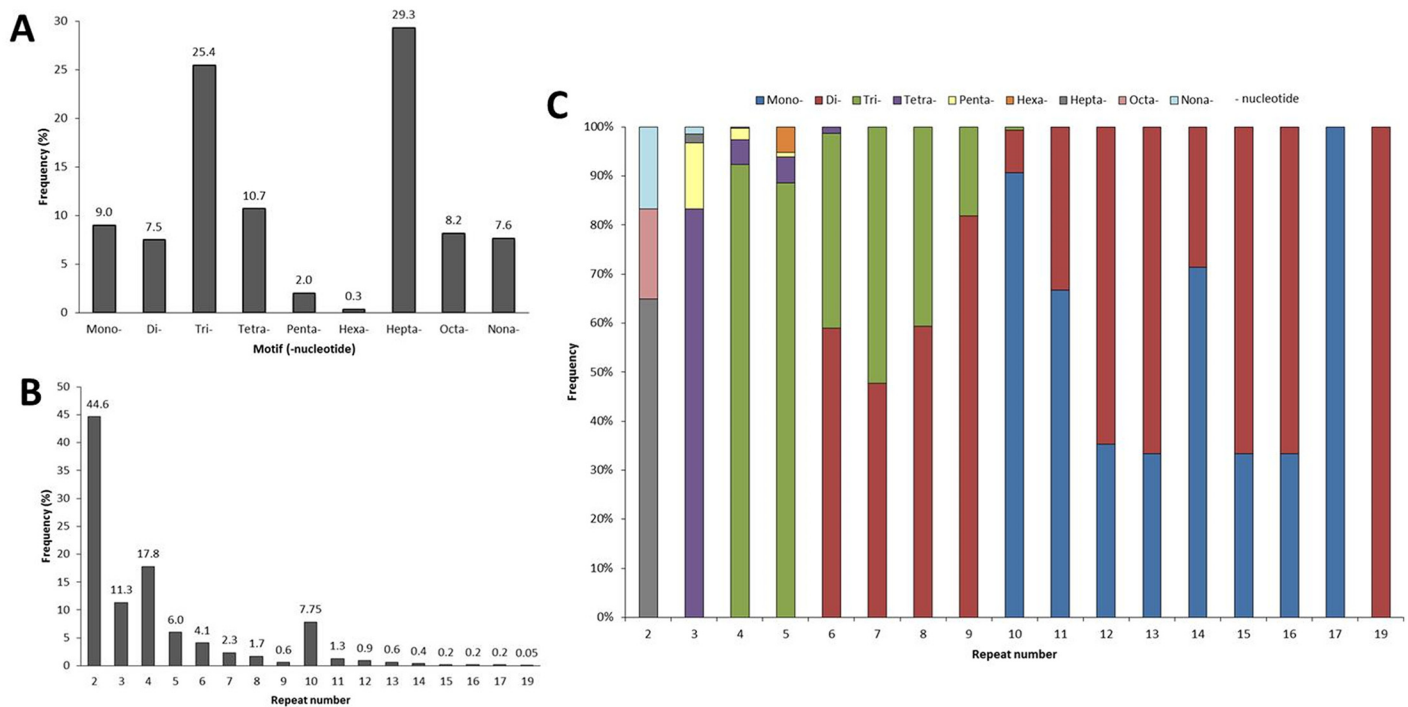 A
30
25
20
15
10
5
0
Frequency (%)
9.0 7.5 25.4 10.7 2.0 0.3 29.3 8.2 7.6
Mono- Di- Tri- Tetra- Penta- Hexa- Hepta- Octa- Nona-
Motif (-nucleotide)
B
50
45
40
35
30
25
20
15
10
5
0
Frequency (%)
44.6 11.3 17.8 6.0 4.1 2.3 1.7 0.6 7.75 1.3 0.9 0.6 0.4 0.2 0.2 0.2 0.05
2 3 4 5 6 7 8 9 10 11 12 13 14 15 16 17 19
Repeat number
C
Mono- Di- Tri- Tetra- Penta- Hexa- Hepta- Octa- Nona- - nucleotide
100%
90%
80%
70%
60%
50%
40%
30%
20%
10%
0%
Frequency
2 3 4 5 6 7 8 9 10 11 12 13 14 15 16 17 19
Repeat number